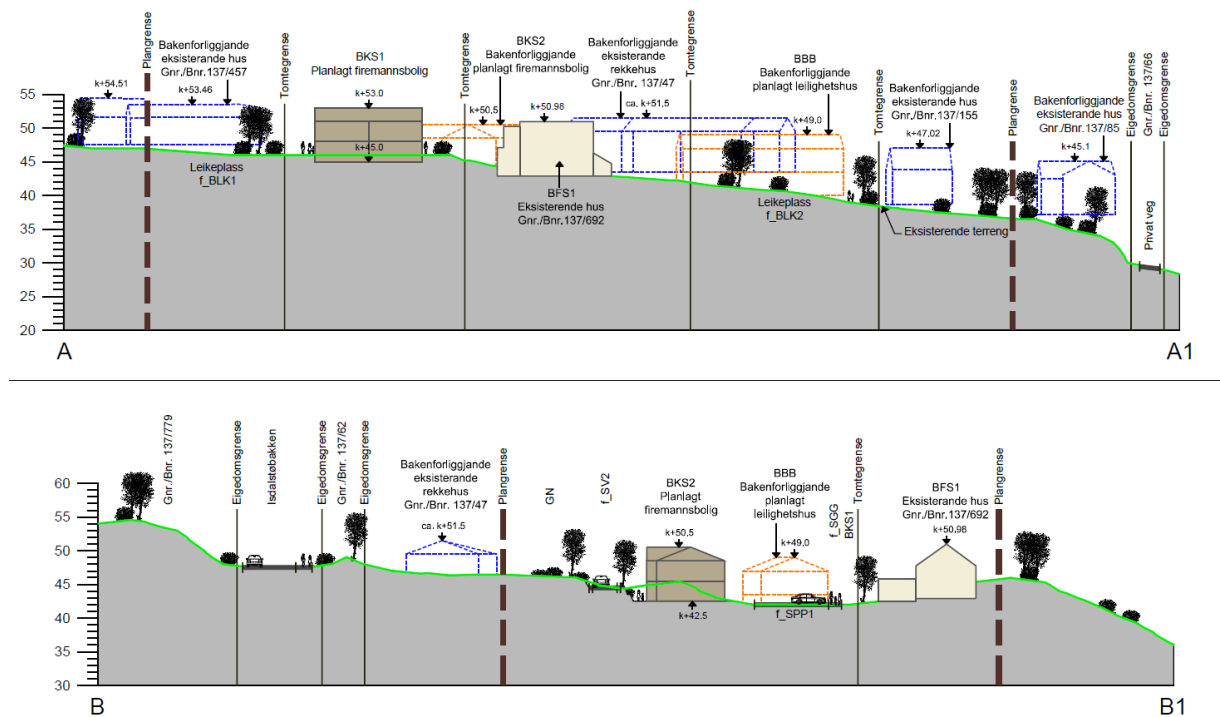 k+54.51
Plangrense
Bakenforliggjande
eksisterande hus
Gnr./Bnr.137/457
k+53.46
Tomtegrense
BKS1
Planlagt firemannsbolig
k+53.0
k+45.0
Tomtegrense
BKS2
Bakenforliggjande
planlagt firemannsbolig
k+50,5
k+50.98
Bakenforliggjande
eksisterande
rekkehus
Gnr./Bnr.137/47
ca. k+51.5
Tomtegrense
BBB
Bakenforliggjande
planlagt leilighetshus
k+49,0
Tomtegrense
Bakenforliggjande
eksisterande hus
Gnr./Bnr.137/155
k+47,02
Plangrense
Bakenforliggjande
eksisterande hus
Gnr./Bnr.137/85
k+45.1
Eigedomsgrense
Gnr./Bnr. 137/66
Eigedomsgrense
Privat veg
Leikeplass
f_BLK1
BFS1
Eksisterende hus
Gnr./Bnr.137/692
Leikeplass
f_BLK2
Eksisterende terreng
55
50
45
40
35
30
25
20
A
A1
Gnr./Bnr. 137/779
Eigedomsgrense
Isdalstøbakken
Eigedomsgrense
Gnr./Bnr. 137/62
Eigedomsgrense
Bakenforliggjande
eksisterande
rekkehus
Gnr./Bnr. 137/47
ca. k+51.5
Plangrense
GN
f_SV2
BKS2
Planlagt
firemannsbolig
k+50,5
k+42.5
BBB
Bakenforliggjande
planlagt
leilighetshus
k+49,0
f_SPP1
f_SGG
BKS1
Tomtegrense
BFS1
Eksisterande hus
Gnr./Bnr.137/692
k+50.98
Plangrense
60
55
50
45
40
35
30
B
B1